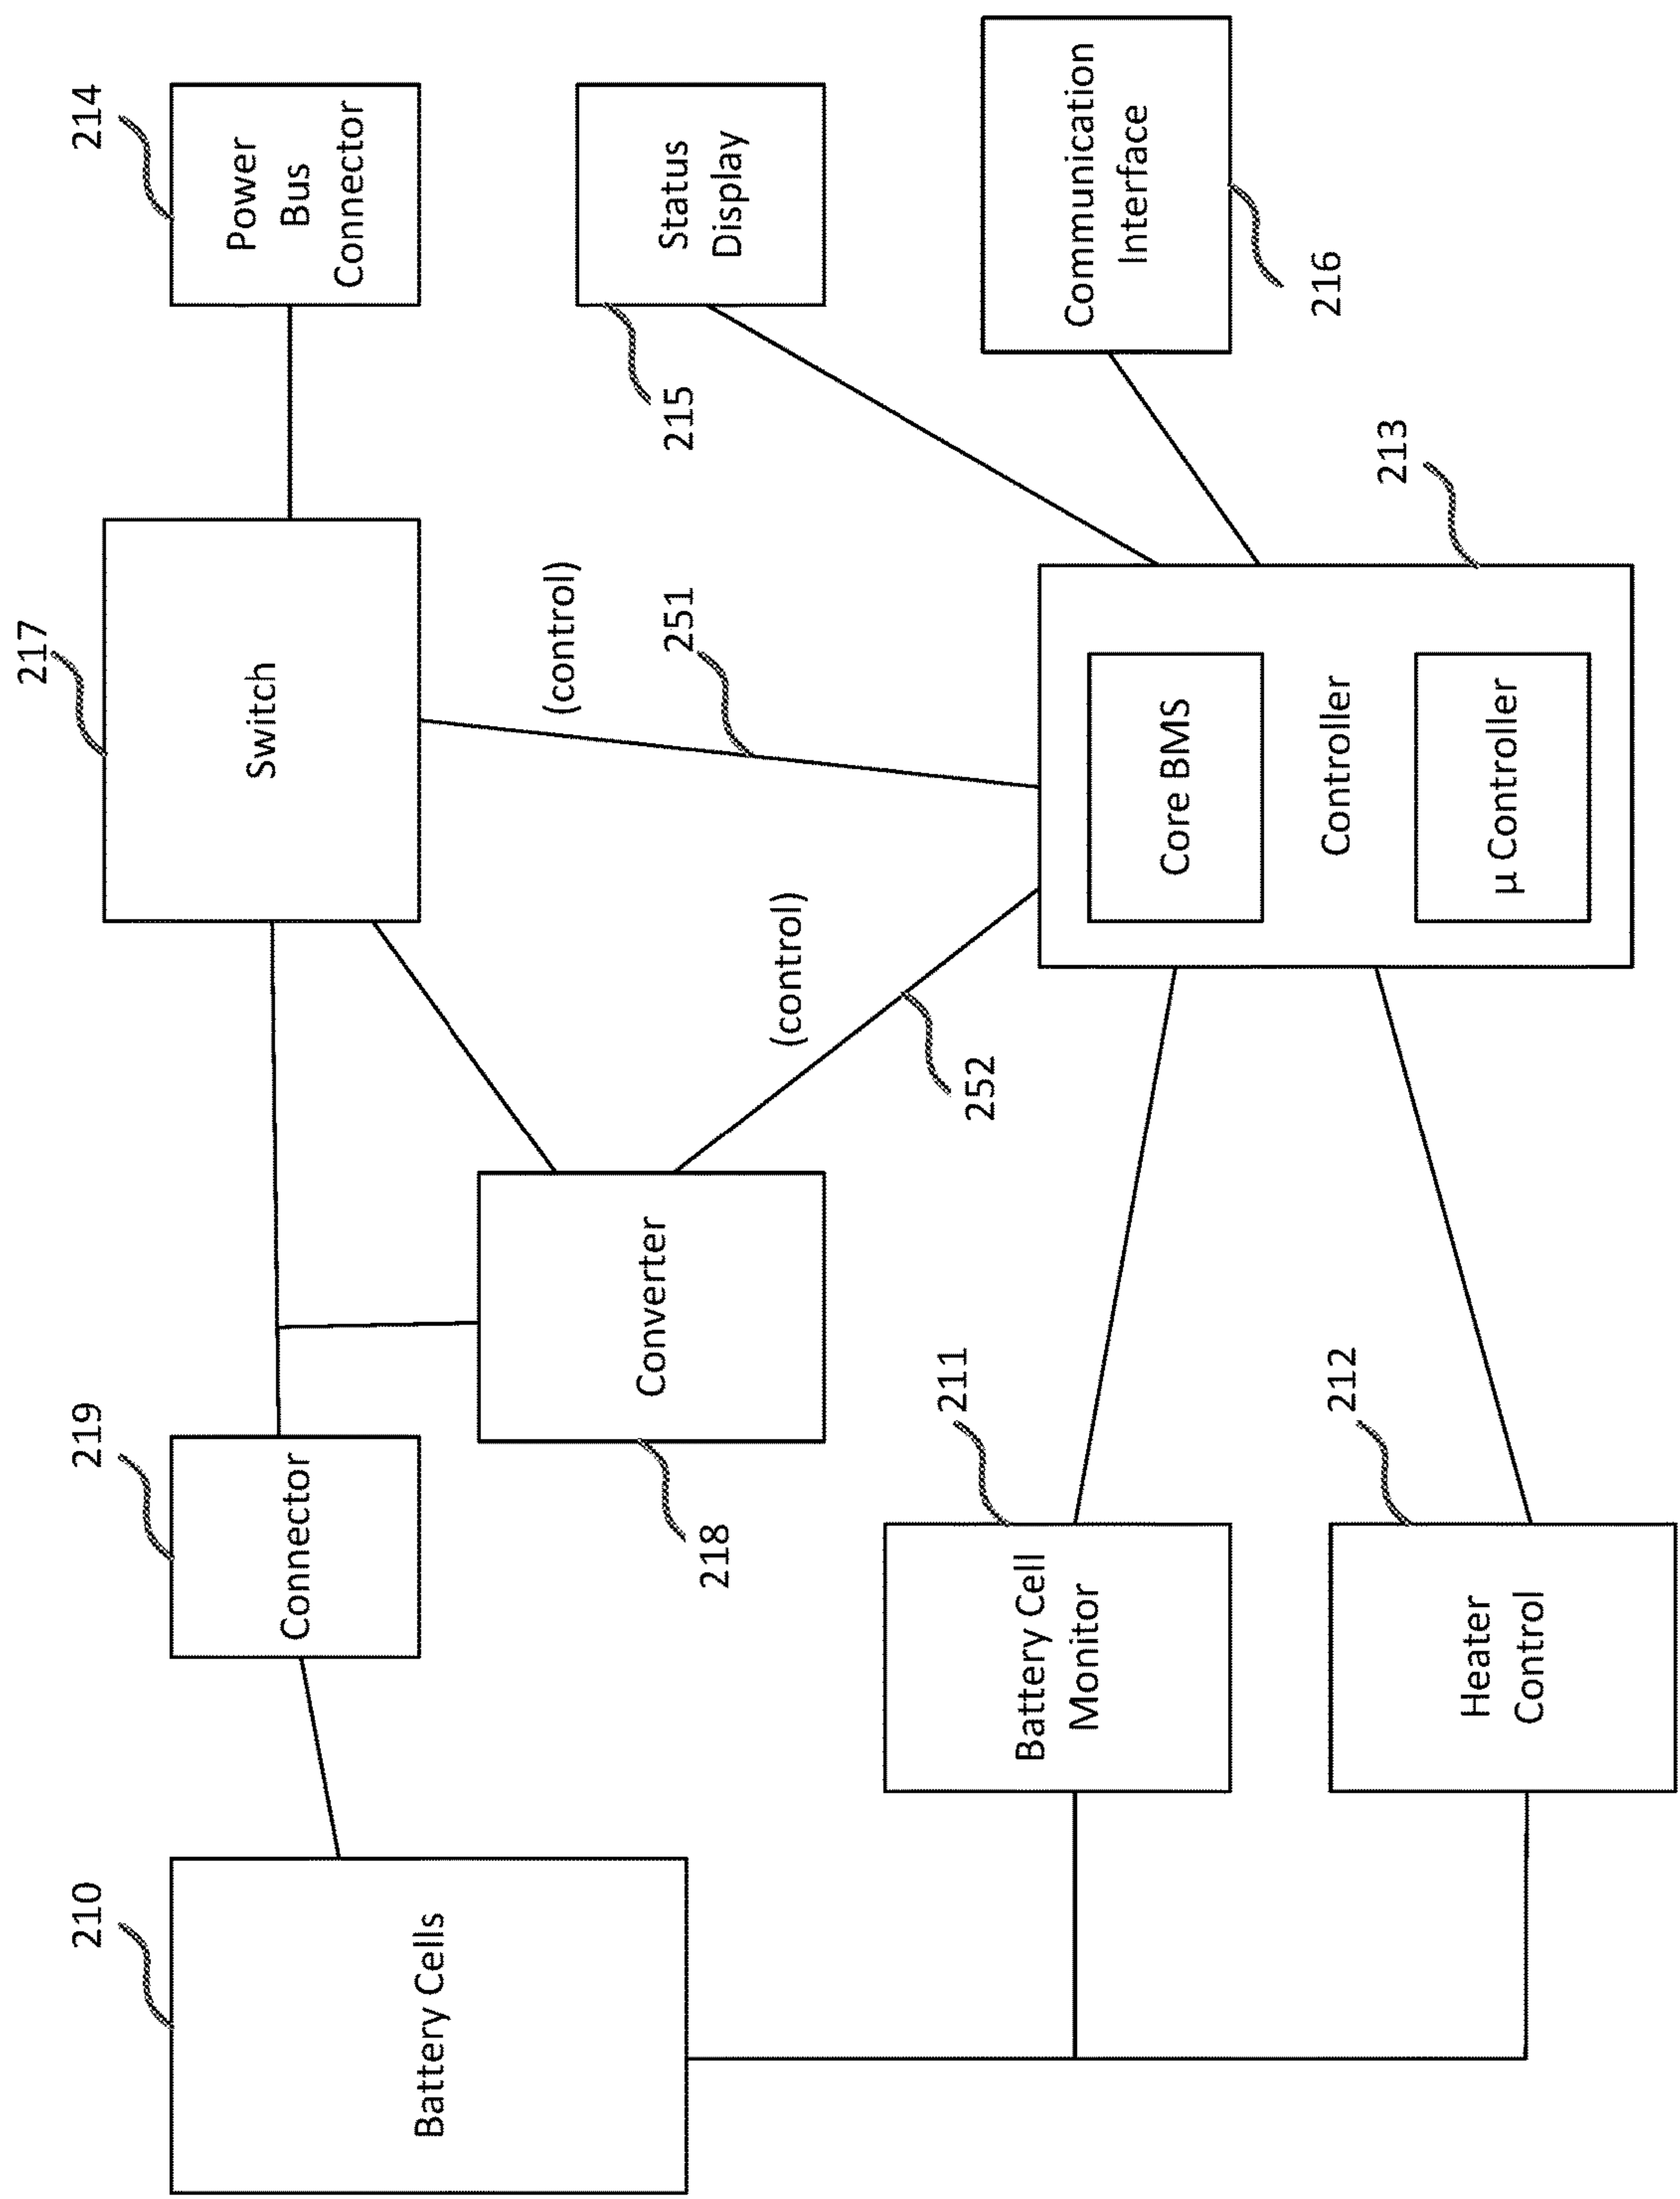 217
210
219
214
Battery Cells
Connector
Switch
Power
Bus
Connector
(control)
Converter
218
251
215
Status
Display
(control)
252
211
Battery Cell
Monitor
Communication
Interface
216
Core BMS
Controller
213
µ Controller
212
Heater
Control